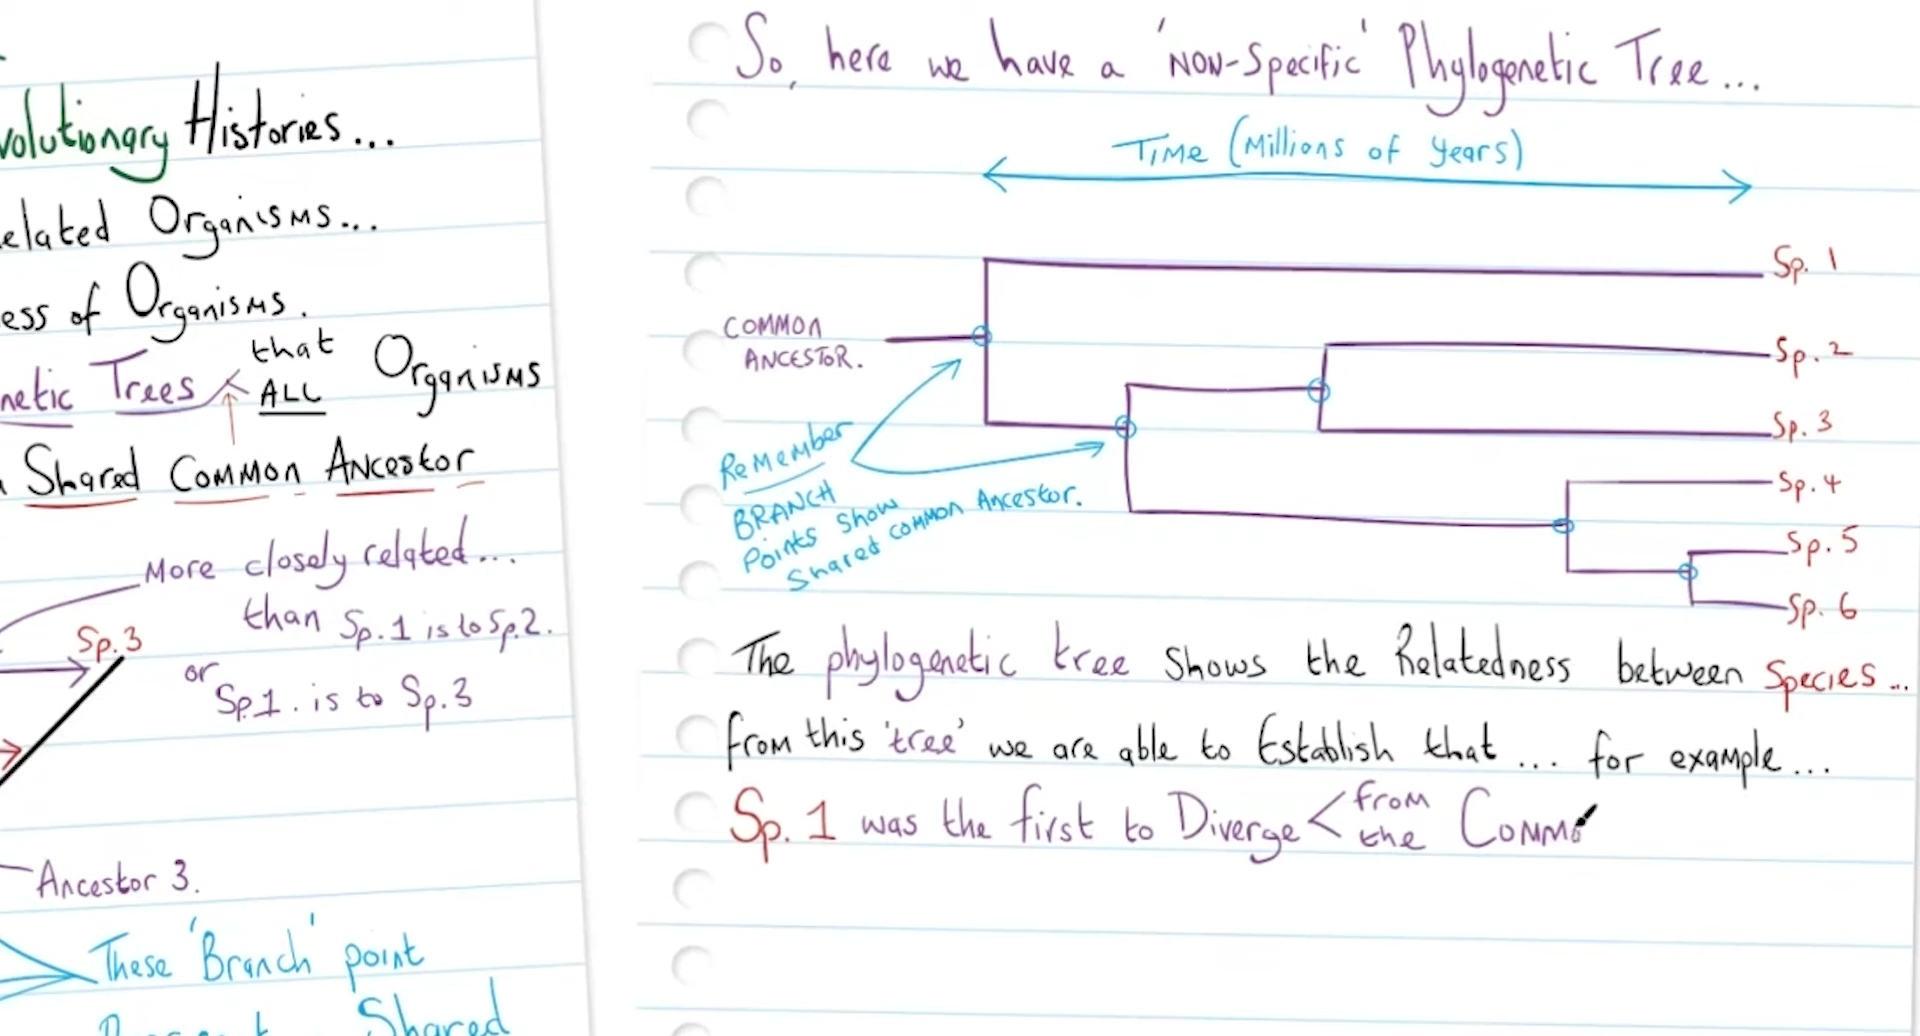 volutionary Histories...
elated Organisms...
ess of Organisms.
that
netic Trees ALL Organisms
Shared Common Ancestor
More closely related...
than Sp.1 is to Sp.2.
Sp.3
or
Sp1. is to Sp.3
Ancestor 3.
These 'Branch' point
Shared
So, here we have a 'NON-Specific' Phylogenetic Tree...
Time (Millions of Years)
Sp. 1
COMMON
ANCESTOR.
Sp. 2
Sp. 3
Remember
BRANCH
Points show
Shared common Ancestor.
Sp. 4
Sp. 5
Sp. 6
The phylogenetic tree Shows the Relatedness between Species...
from this 'tree' we are able to Establish that ... for example...
Sp. 1 was the first to Diverge < from
the Commo